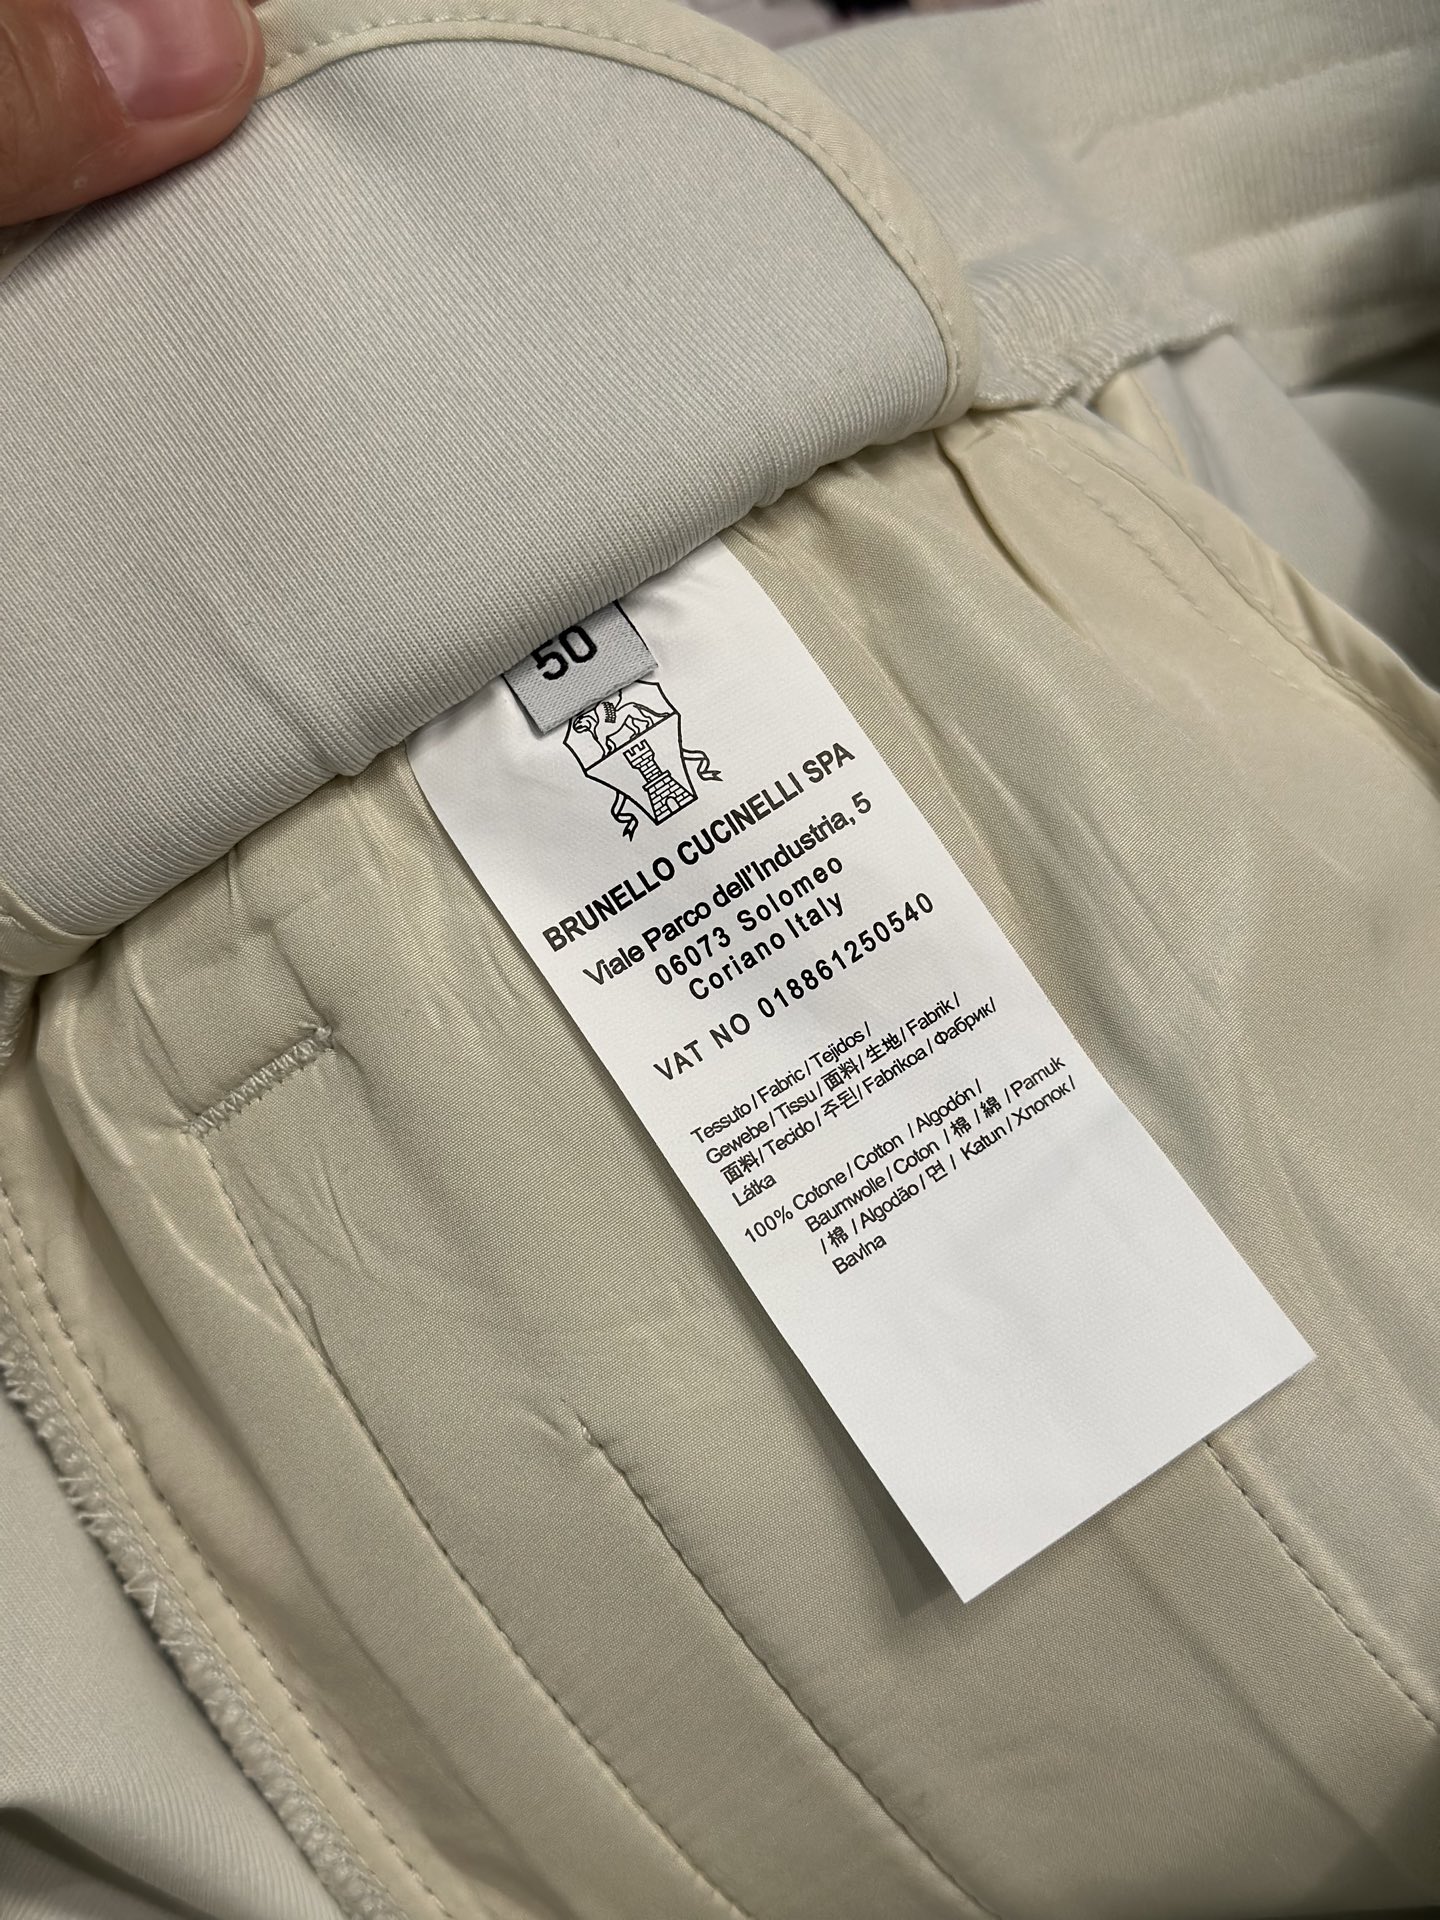 50
BRUNELLO CUCINELLI SPA
Viale Parco dell'Industria, 5
06073 Solomeo
Coriano Italy
VAT NO 018861250540
Tessuto / Fabric / Tejidos /
Gewebe / Tissu / 面料 / 生地 / Fabrik /
面料 / Tecido / 주된 / Fabrikoa / Фабрик /
Látka
100% Cotone / Cotton / Algodón /
Baumwolle / Coton / 棉 / 綿 / Pamuk
/ 棉 / Algodão / 면 / Katun / Хлопок /
Bavlna